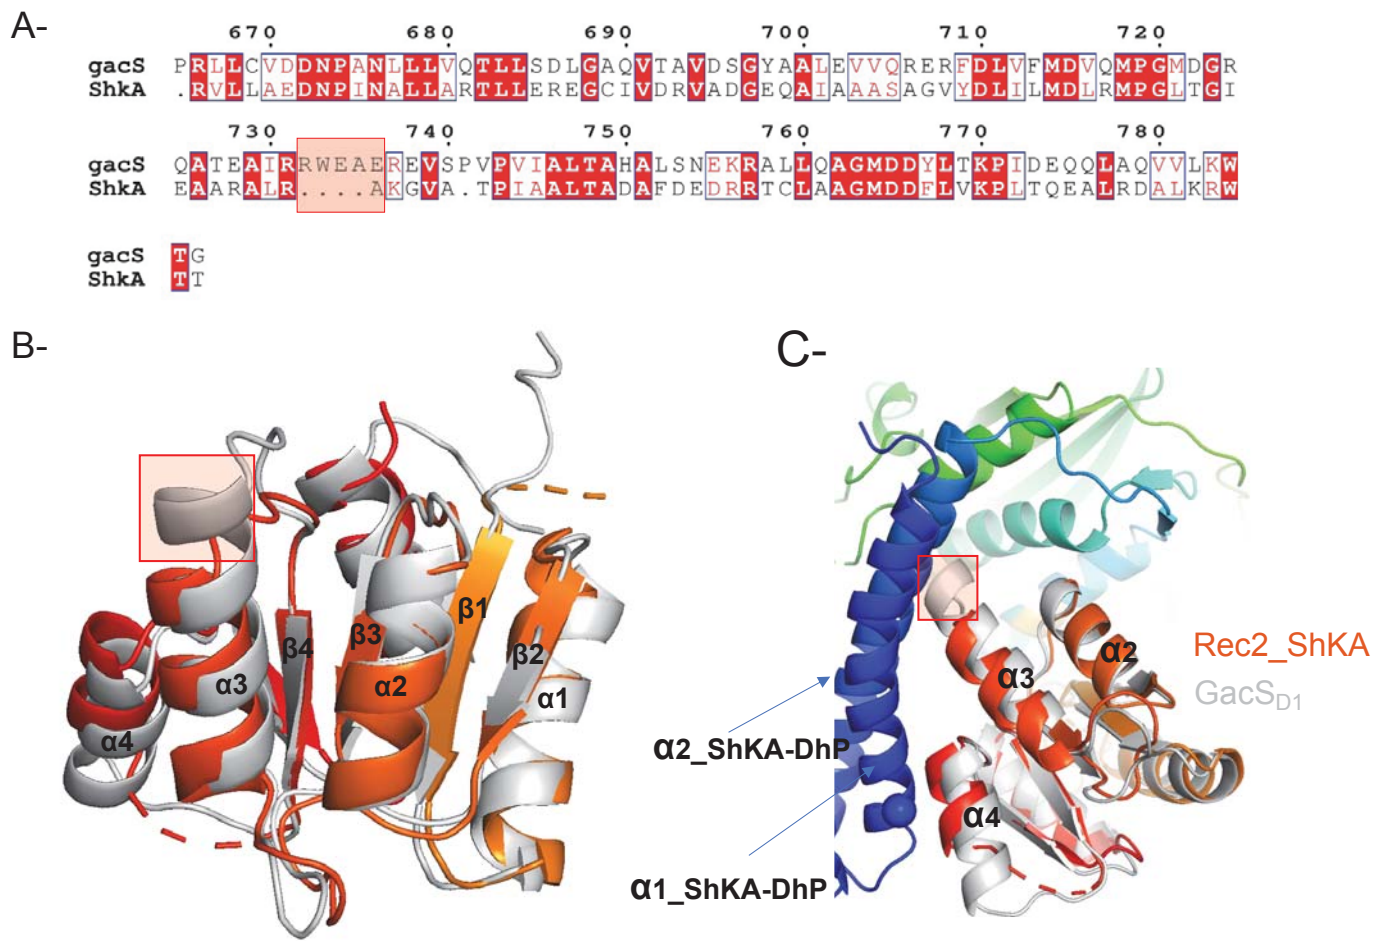 A-
670 680 690 700 710 720
gacS PRLLCVDDNPANLLLVQTLLSDLGAQVTAVDSGYAALEVVQRERFDLVFMDVQMPGMDGR
ShkA .RVLLAEDNPINALLARTLLEREGCIVDRVADGEQAIAAASAGVYDLILMDLRMPGLTGI
730 740 750 760 770 780
gacS QATEAIRRWEAEREVSPVPVIALTAHALSNEKRALLQAGMDDYLTKPIDEQQLAQVVLKW
ShkA EAARALR....AKGVA.TPIAALTADAFDEDRRTCLAAGMDDFLVKPLTQEALRDALKRW
gacS TG
ShkA TT
B-
C-
β1
β4 β3 β2
α3 α2 α1
α4
α2
α3
Rec2_ShKA
GacSD1
α2_ShKA-DhP
α4
α1_ShKA-DhP